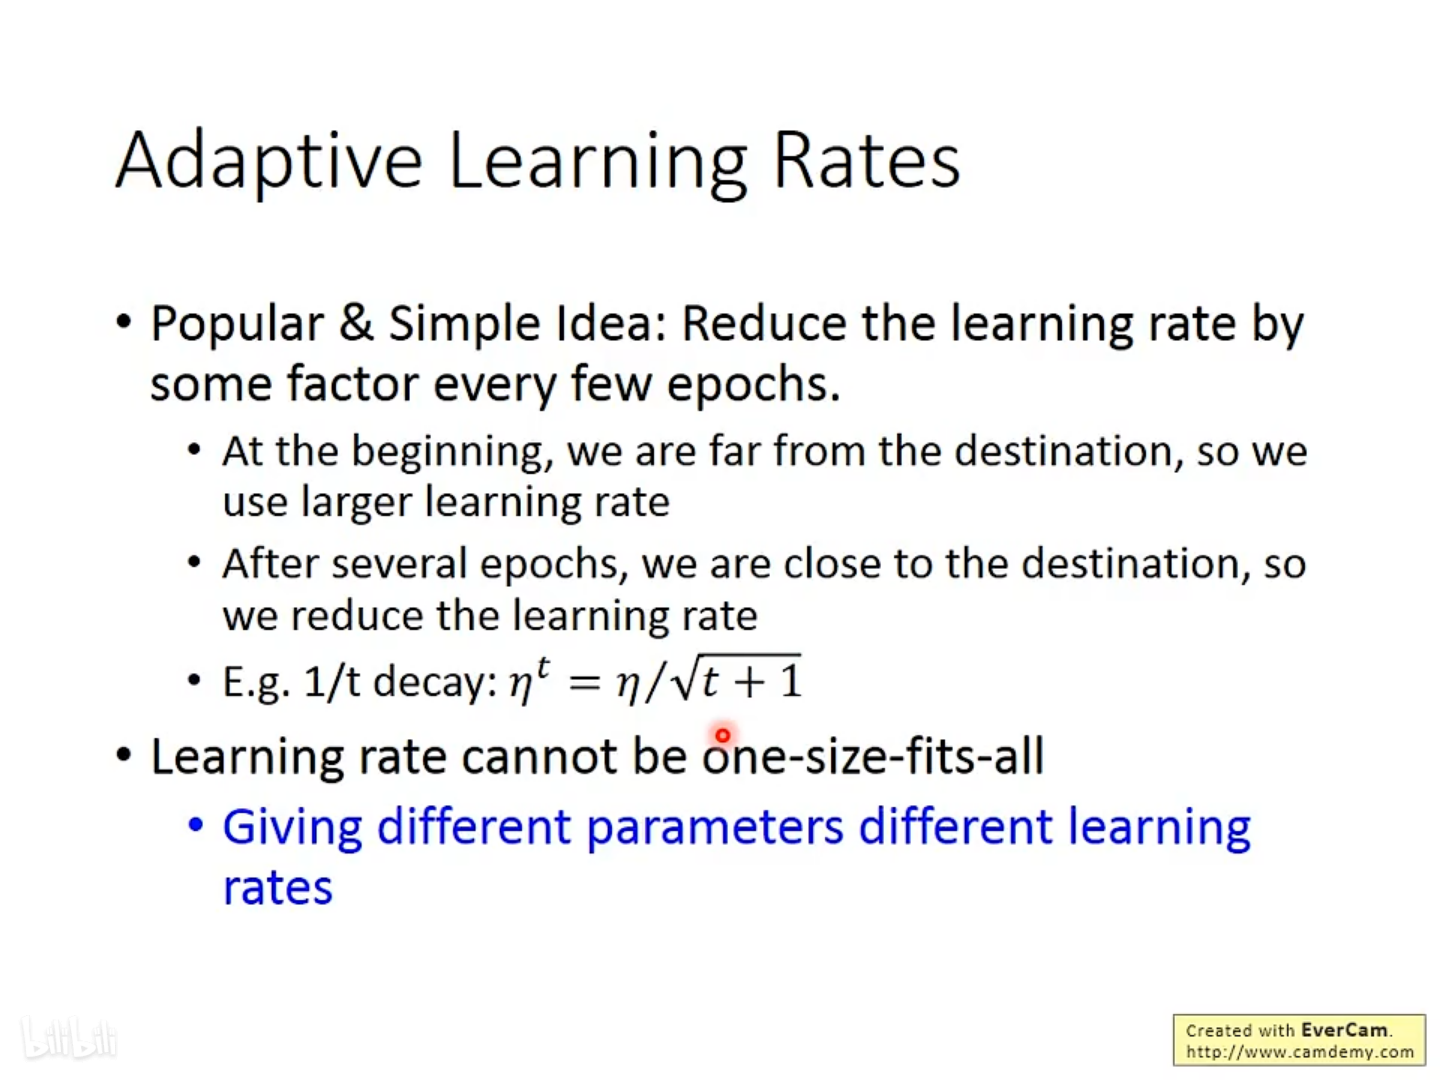 Adaptive Learning Rates
• Popular & Simple Idea: Reduce the learning rate by
some factor every few epochs.
• At the beginning, we are far from the destination, so we
use larger learning rate
• After several epochs, we are close to the destination, so
we reduce the learning rate
• E.g. 1/t decay: η^t = η/√(t + 1)
• Learning rate cannot be one-size-fits-all
• Giving different parameters different learning
rates
bilibili
Created with EverCam.
http://www.camdemy.com